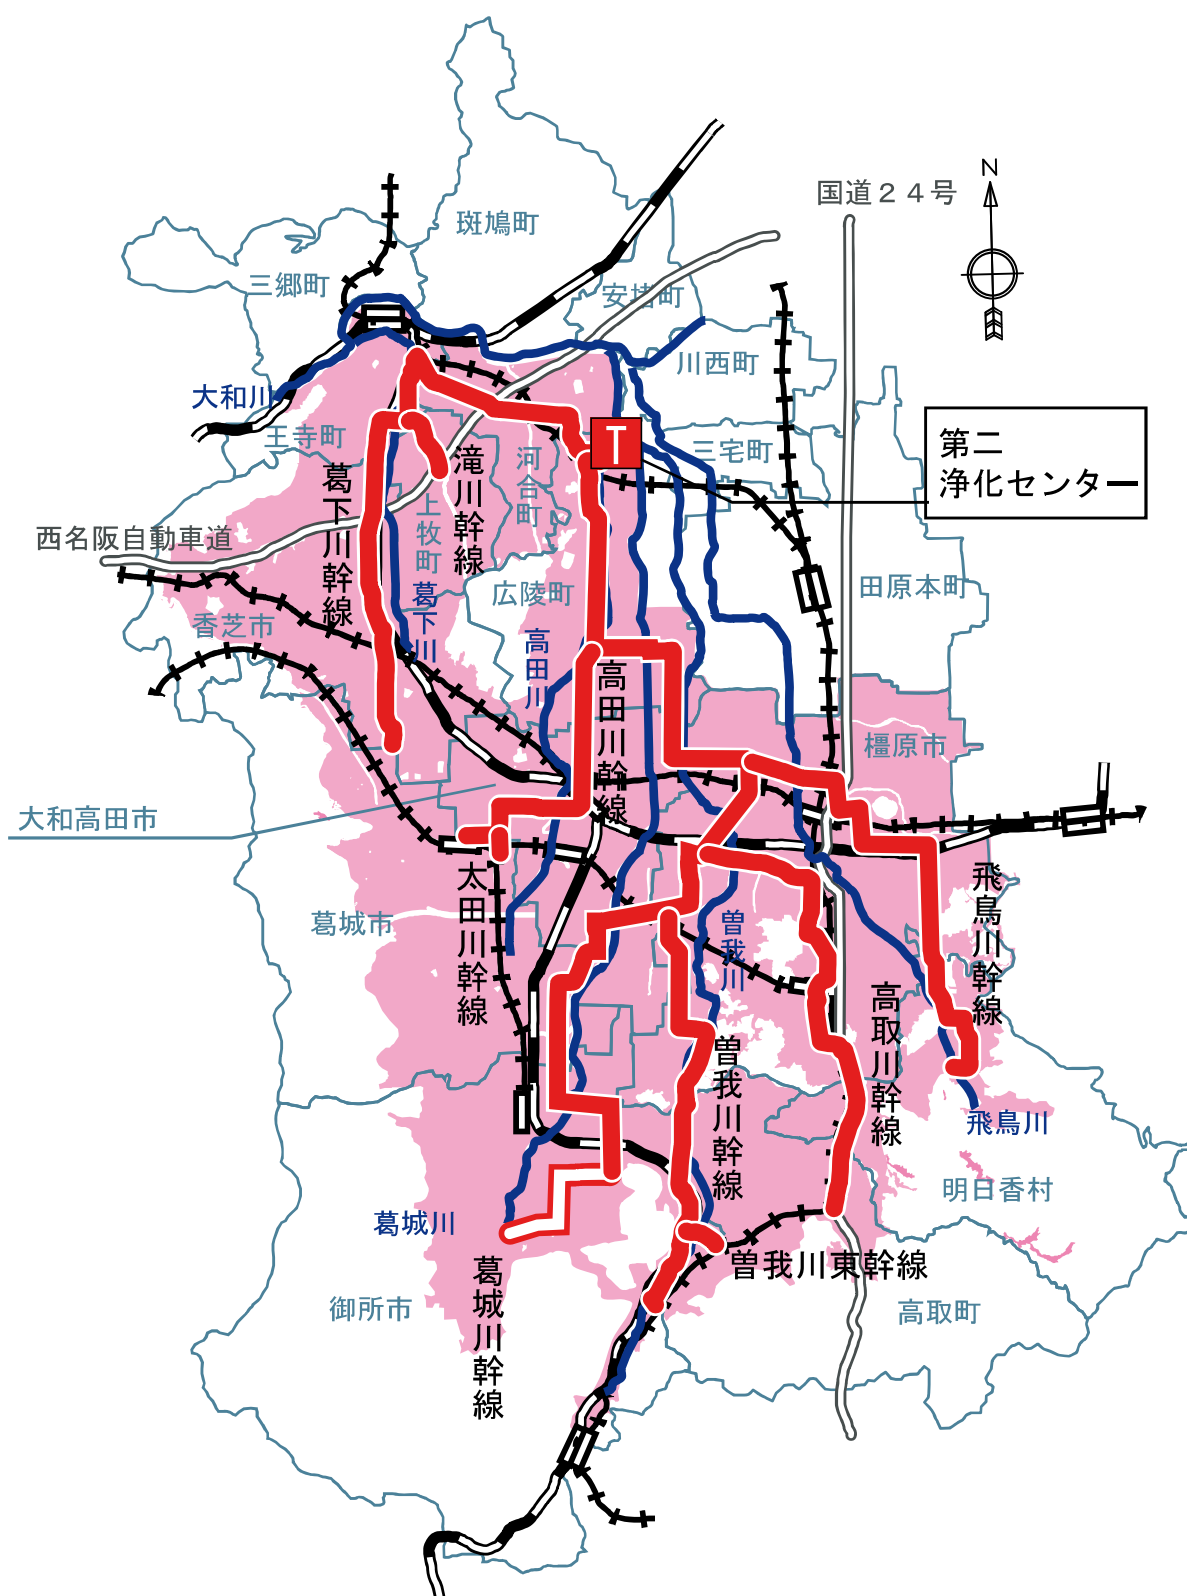 N
国道２４号
斑鳩町
三郷町
安堵町
川西町
大和川
王寺町
三宅町
T
第二
浄化センター
滝川幹線
河合町
葛下川幹線
上牧町
西名阪自動車道
広陵町
田原本町
葛下川
香芝市
高田川
高田川幹線
橿原市
大和高田市
太田川幹線
飛鳥川幹線
葛城市
曽我川
高取川幹線
曽我川幹線
飛鳥川
明日香村
葛城川
曽我川東幹線
葛城川幹線
御所市
高取町